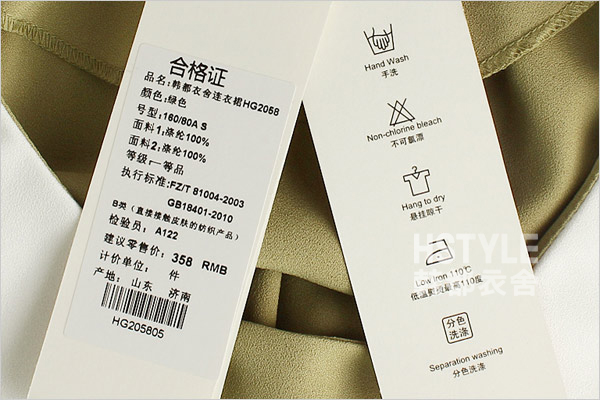 合格证
品名:韩都衣舍连衣裙HG2058
颜色:绿色
号型:160/80A S
面料1:涤纶100%
面料2:涤纶100%
等级:一等品
执行标准:FZ/T 81004-2003
GB18401-2010
B类（直接接触皮肤的纺织产品）
检验员: A122
建议零售价: 358 RMB
计价单位: 件
产地: 山东 济南
HG205805
Hand Wash
手洗
Non-chlorine bleach
不可氯漂
Hang to dry
悬挂晾干
HSTYLE
韩都衣舍
Low iron 110℃
低温熨烫最高110度
分色
洗涤
Separation washing
分色洗涤